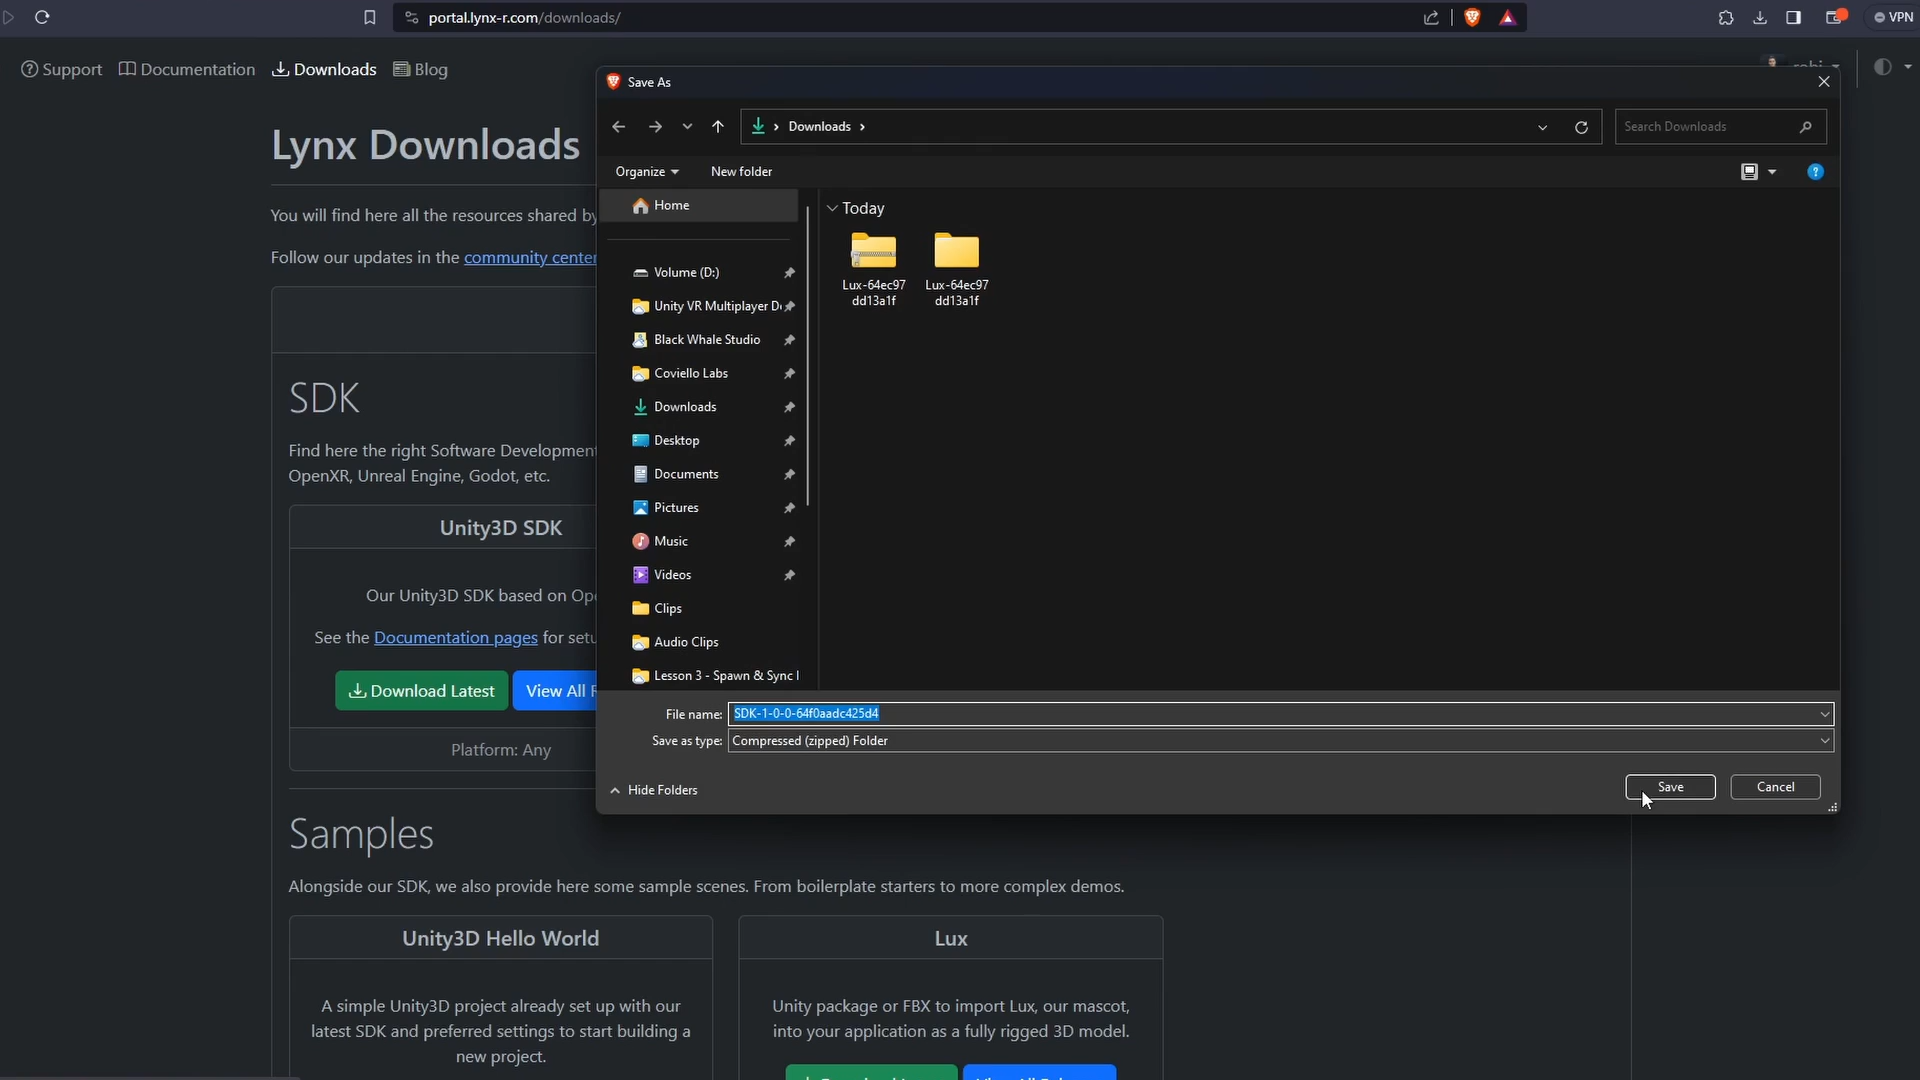 portal.lynx-r.com/downloads/
VPN
Support Documentation Downloads Blog
Lynx Downloads
You will find here all the resources shared by
Follow our updates in the community center
SDK
Find here the right Software Development
OpenXR, Unreal Engine, Godot, etc.
Unity3D SDK
Our Unity3D SDK based on Ope
See the Documentation pages for setu
Download Latest View All R
Platform: Any
Save As
Downloads
Search Downloads
Organize New folder
Home
Volume (D:)
Unity VR Multiplayer De
Black Whale Studio
Coviello Labs
Downloads
Desktop
Documents
Pictures
Music
Videos
Clips
Audio Clips
Lesson 3 - Spawn & Sync
Today
Lux-64ec97
dd13a1f
Lux-64ec97
dd13a1f
File name: SDK-1-0-0-64f0aadc425d4
Save as type: Compressed (zipped) Folder
Hide Folders
Save Cancel
Samples
Alongside our SDK, we also provide here some sample scenes. From boilerplate starters to more complex demos.
Unity3D Hello World
A simple Unity3D project already set up with our
latest SDK and preferred settings to start building a
new project.
Lux
Unity package or FBX to import Lux, our mascot,
into your application as a fully rigged 3D model.